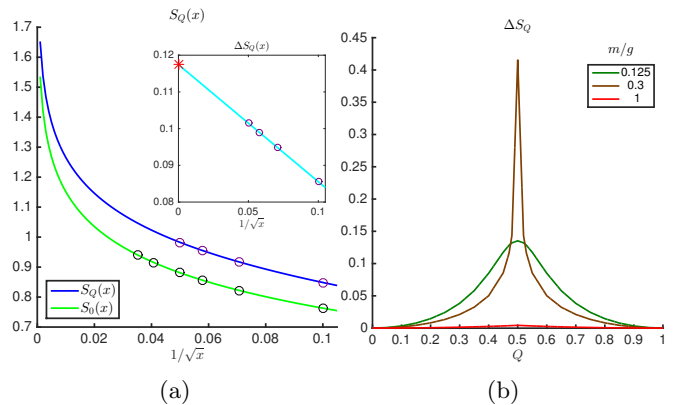 S_Q(x)
1.7
1.6
1.5
1.4
1.3
1.2
1.1
1
0.9
0.8
0.7
0 0.02 0.04 0.06 0.08 0.1
1/√x
S_Q(x)
S_0(x)
ΔS_Q(x)
0.12
0.11
0.1
0.09
0.08
0 0.05 0.1
1/√x
(a)
ΔS_Q
0.45
0.4
0.35
0.3
0.25
0.2
0.15
0.1
0.05
0
0 0.1 0.2 0.3 0.4 0.5 0.6 0.7 0.8 0.9 1
Q
m/g
0.125
0.3
1
(b)